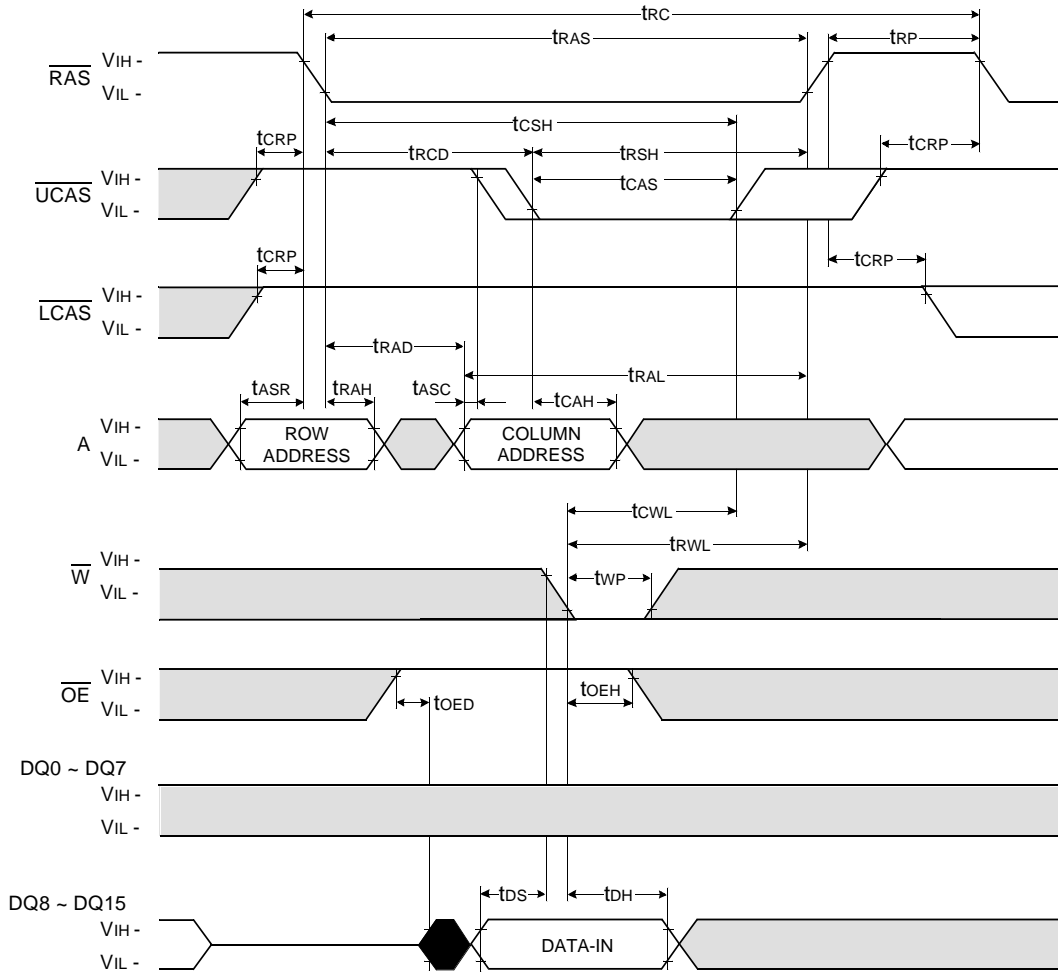 tRC
tRAS
tRP
RAS
VIH -
VIL -
tCSH
tCRP
tRCD
tRSH
tCRP
tCAS
UCAS
VIH -
VIL -
tCRP
tCRP
LCAS
VIH -
VIL -
tRAD
tRAL
tASR
tRAH
tASC
tCAH
A
VIH -
VIL -
ROW
ADDRESS
COLUMN
ADDRESS
tCWL
tRWL
W
VIH -
VIL -
tWP
OE
VIH -
VIL -
tOED
tOEH
DQ0 ~ DQ7
VIH -
VIL -
DQ8 ~ DQ15
VIH -
VIL -
tDS
tDH
DATA-IN